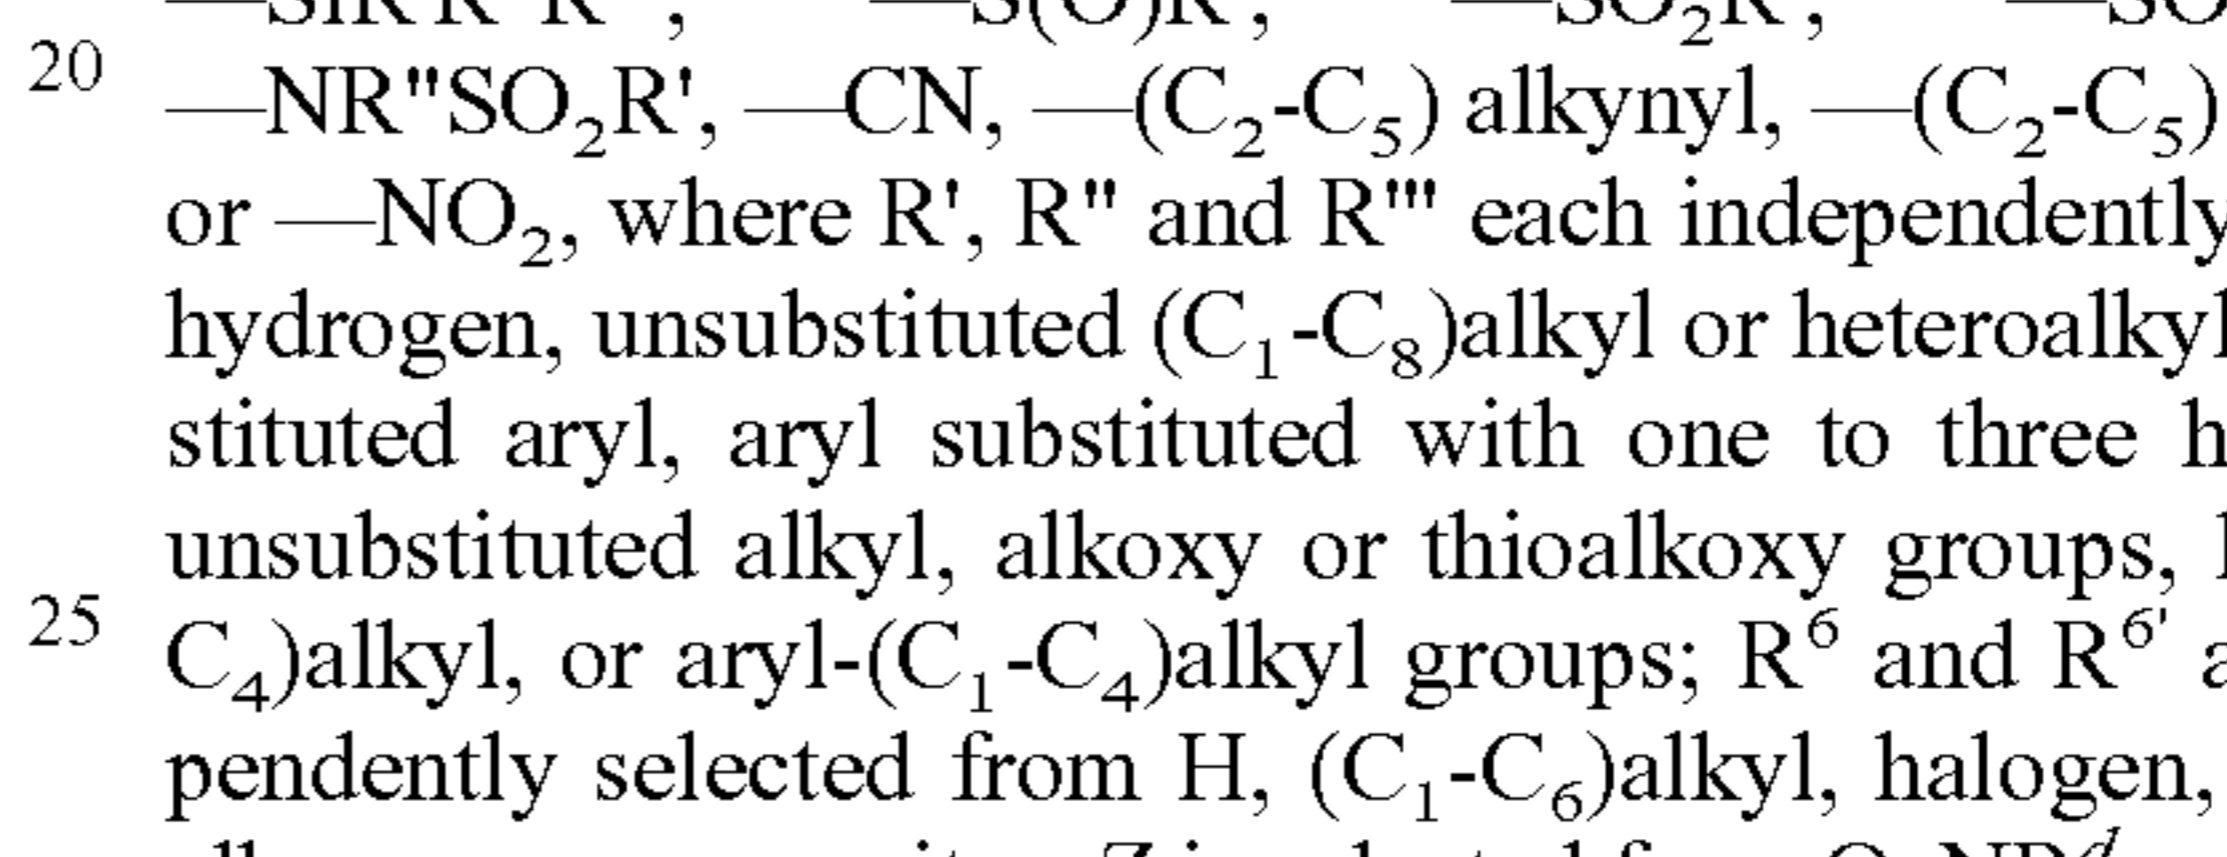 20
—NR"SO₂R', —CN, —(C₂-C₅) alkynyl, —(C₂-C₅)
or —NO₂, where R', R" and R''' each independently
hydrogen, unsubstituted (C₁-C₈)alkyl or heteroalkyl
stituted aryl, aryl substituted with one to three h
unsubstituted alkyl, alkoxy or thioalkoxy groups,
25
C₄)alkyl, or aryl-(C₁-C₄)alkyl groups; R⁶ and R⁶' a
pendently selected from H, (C₁-C₆)alkyl, halogen,